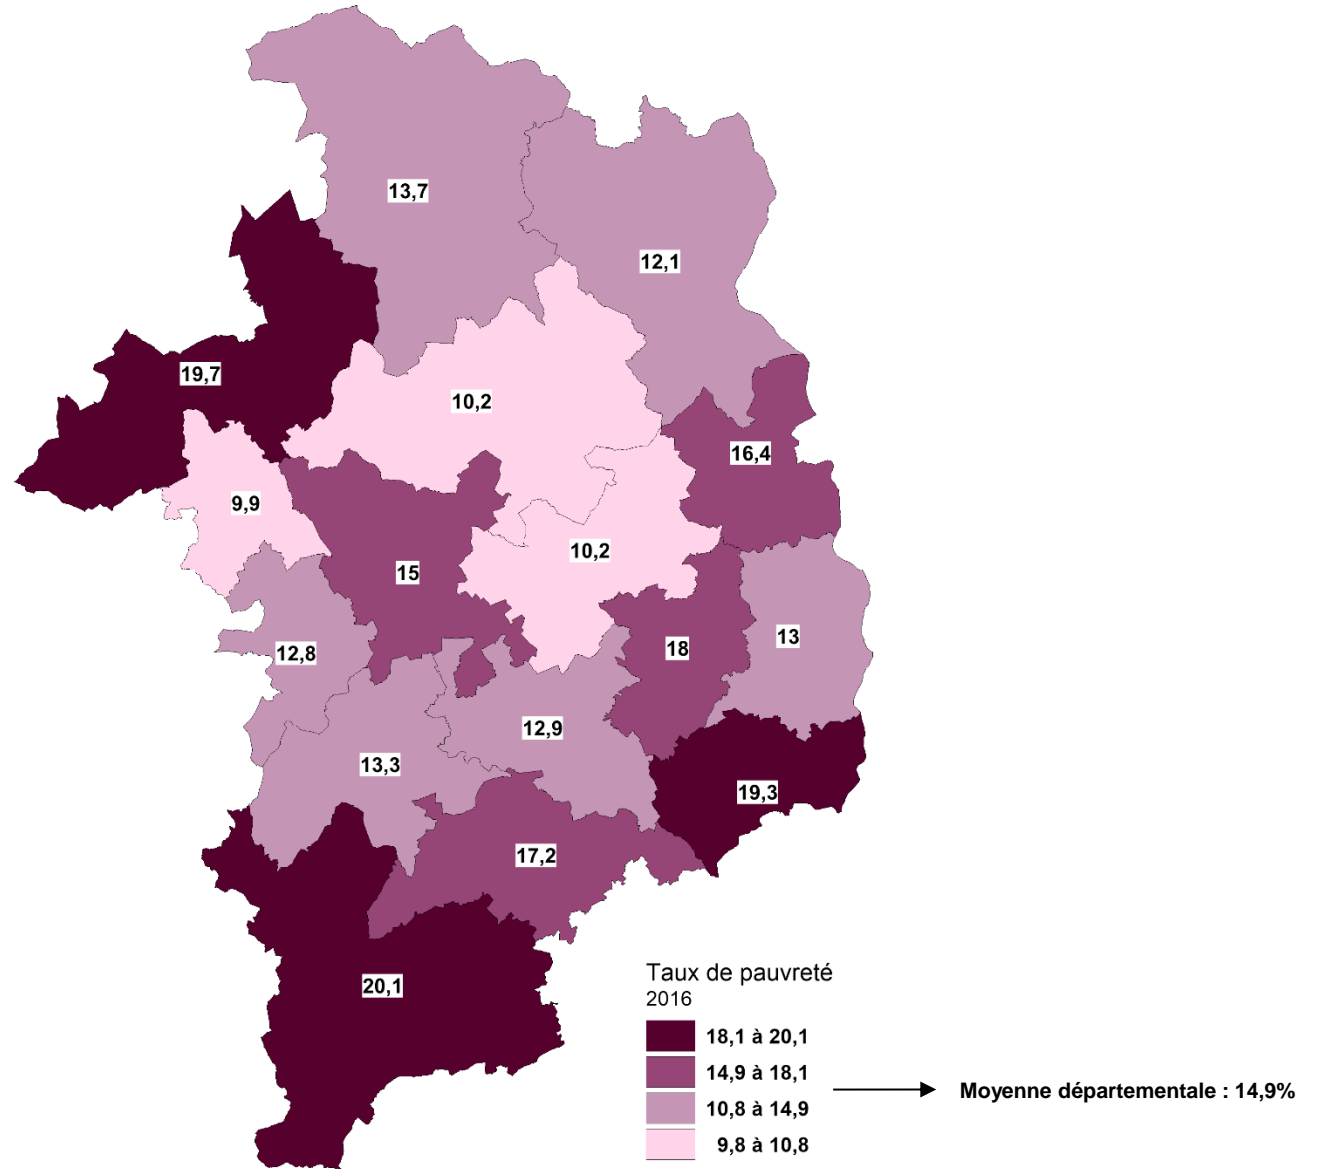 13,7
12,1
19,7
10,2
16,4
9,9
10,2
15
13
18
12,8
12,9
13,3
19,3
17,2
20,1
Taux de pauvreté
2016
18,1 à 20,1
14,9 à 18,1
Moyenne départementale : 14,9%
10,8 à 14,9
9,8 à 10,8